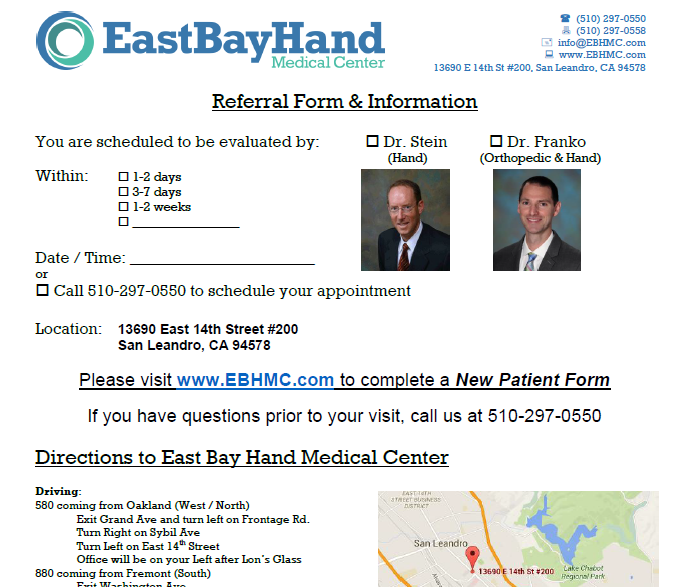 EastBayHand
Medical Center
(510) 297-0550
(510) 297-0558
info@EBHMC.com
www.EBHMC.com
13690 E 14th St #200, San Leandro, CA 94578
Referral Form & Information
You are scheduled to be evaluated by:
Dr. Stein
(Hand)
Dr. Franko
(Orthopedic & Hand)
Within:
1-2 days
3-7 days
1-2 weeks
Date / Time:
or
Call 510-297-0550 to schedule your appointment
Location: 13690 East 14th Street #200
San Leandro, CA 94578
Please visit www.EBHMC.com to complete a New Patient Form
If you have questions prior to your visit, call us at 510-297-0550
Directions to East Bay Hand Medical Center
Driving:
580 coming from Oakland (West / North)
Exit Grand Ave and turn left on Frontage Rd.
Turn Right on Sybil Ave
Turn Left on East 14th Street
Office will be on your Left after Lon's Glass
880 coming from Fremont (South)
Exit Washington Ave
EAST 14TH
STREET BUSINESS
DISTRICT
San Leandro
13690 E 14th St #200
Lake Chabot
Regional Park